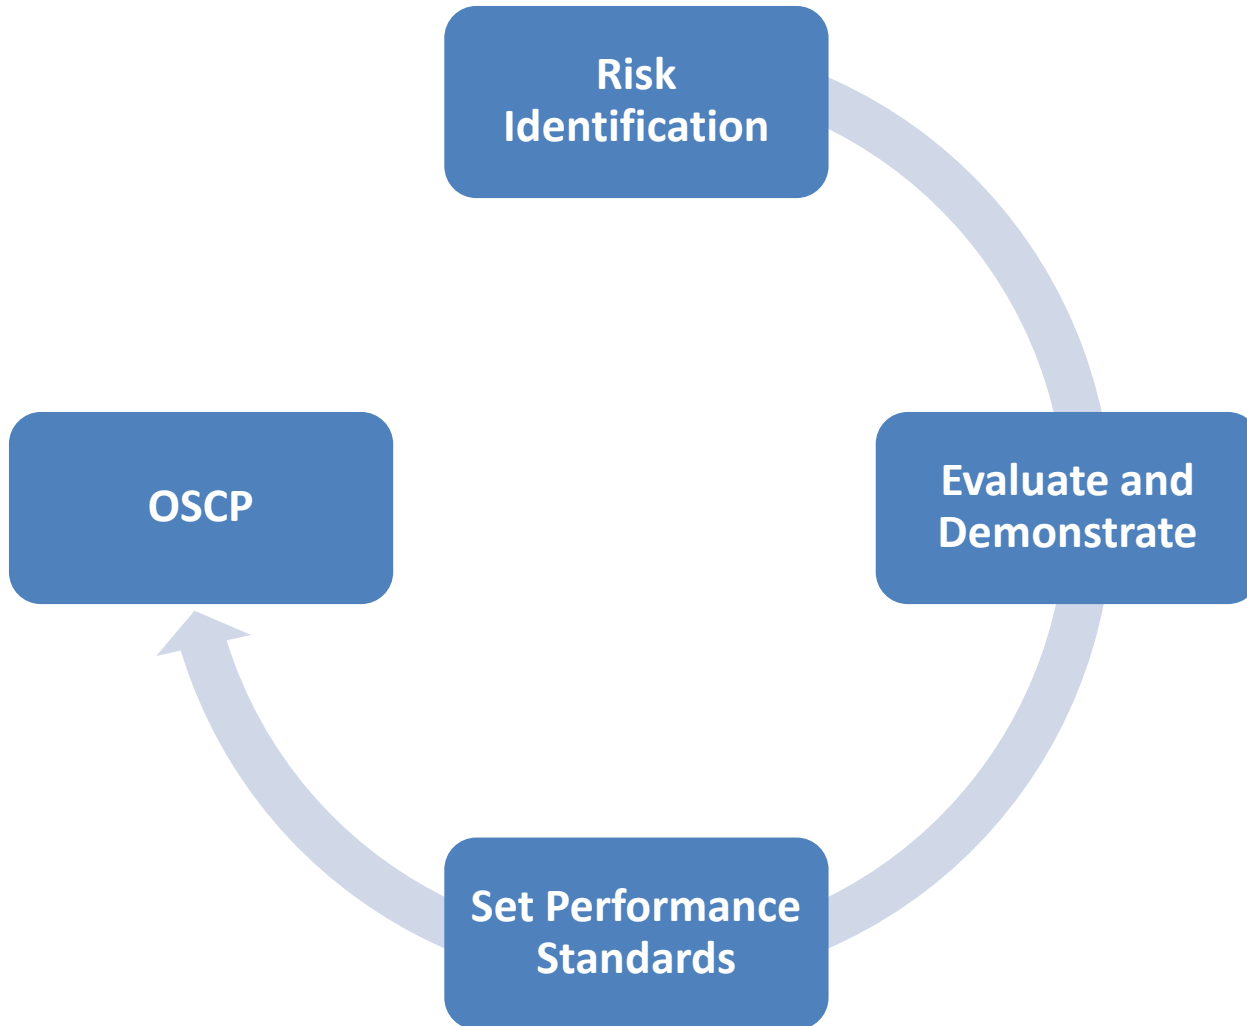 Risk
Identification
Evaluate and
Demonstrate
Set Performance
Standards
OSCP